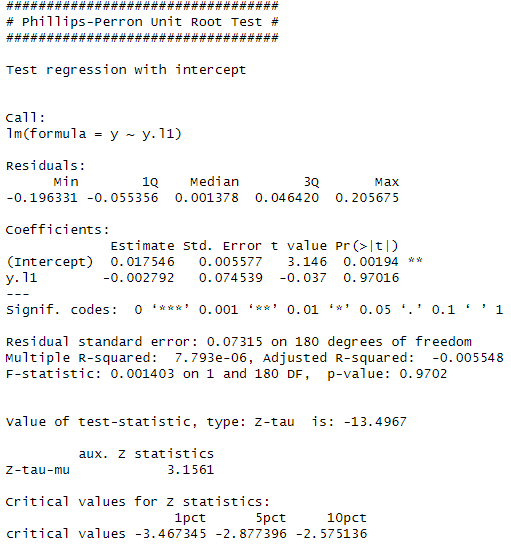 ##################################
# Phillips-Perron Unit Root Test #
##################################
Test regression with intercept
Call:
lm(formula = y ~ y.l1)
Residuals:
Min 1Q Median 3Q Max
-0.196331 -0.055356 0.001378 0.046420 0.205675
Coefficients:
Estimate Std. Error t value Pr(>|t|)
(Intercept) 0.017546 0.005577 3.146 0.00194 **
y.l1 -0.002792 0.074539 -0.037 0.97016
---
Signif. codes: 0 ‘***’ 0.001 ‘**’ 0.01 ‘*’ 0.05 ‘.’ 0.1 ‘ ’ 1
Residual standard error: 0.07315 on 180 degrees of freedom
Multiple R-squared: 7.793e-06, Adjusted R-squared: -0.005548
F-statistic: 0.001403 on 1 and 180 DF, p-value: 0.9702
Value of test-statistic, type: Z-tau is: -13.4967
aux. Z statistics
Z-tau-mu 3.1561
Critical values for Z statistics:
1pct 5pct 10pct
critical values -3.467345 -2.877396 -2.575136